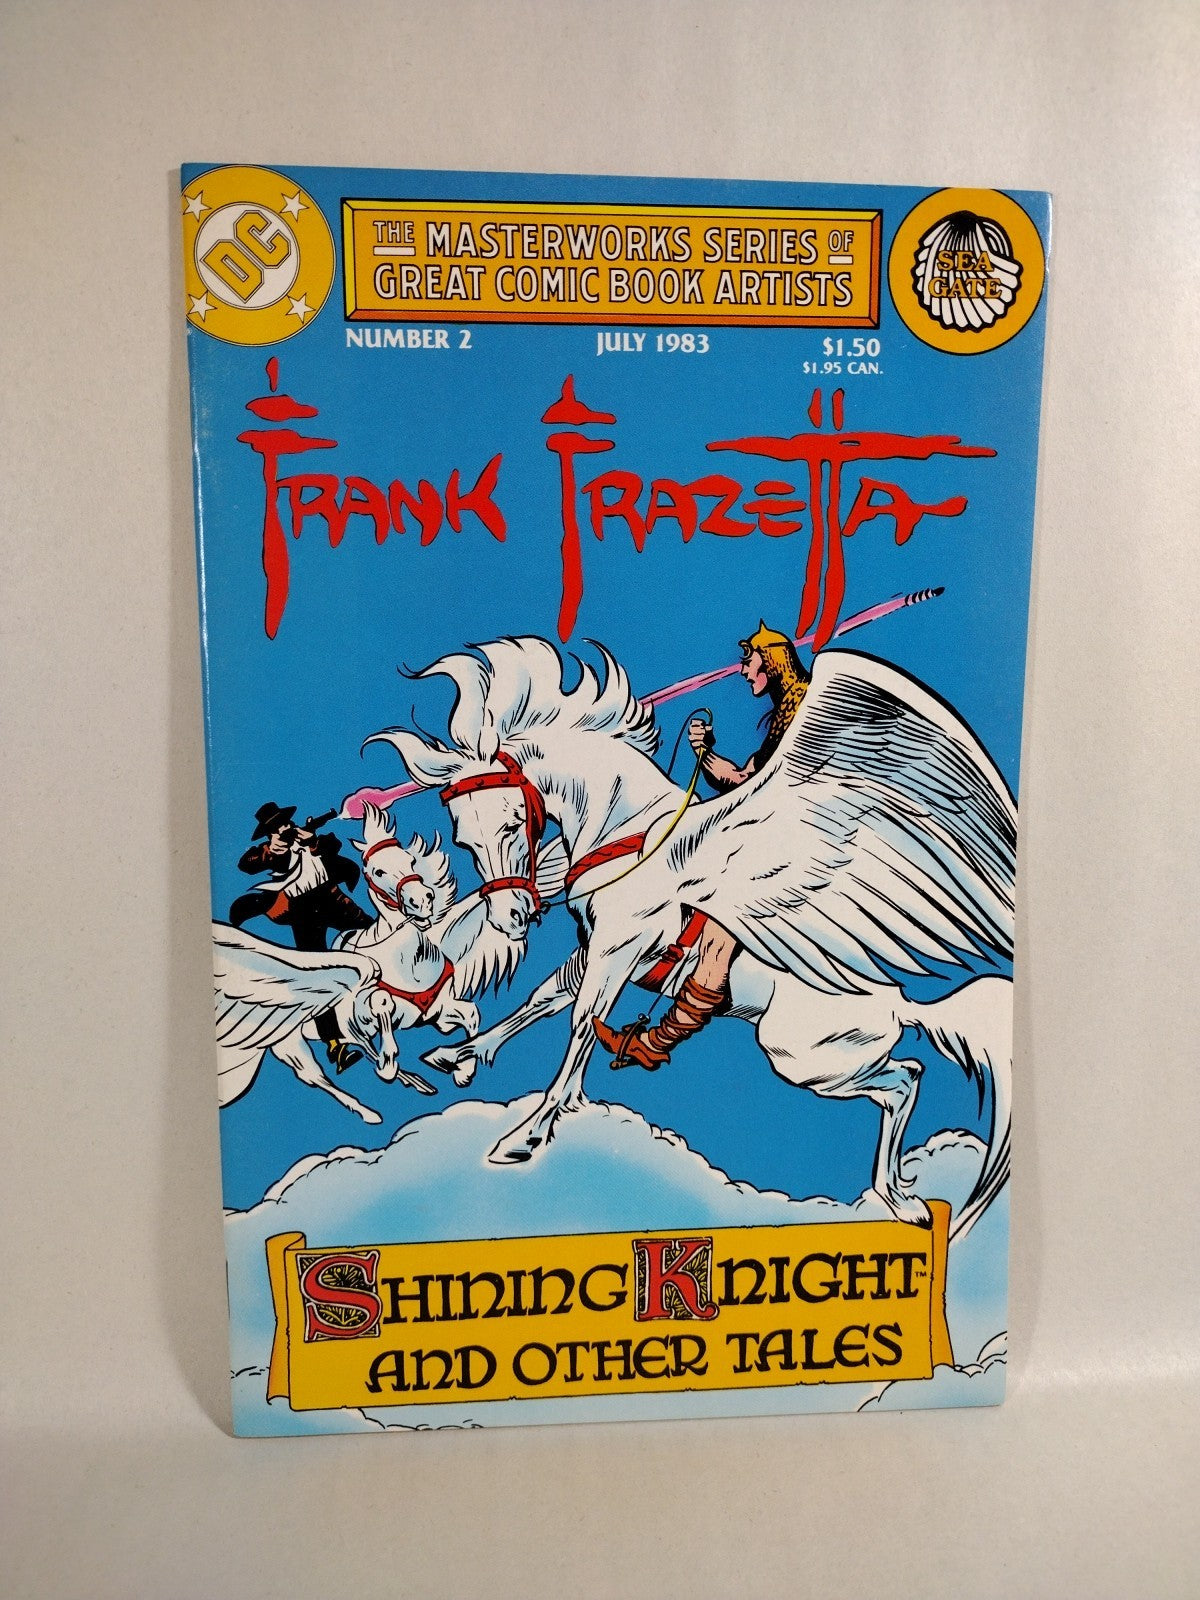 DC
THE MASTERWORKS SERIES OF
GREAT COMIC BOOK ARTISTS
SEA
GATE
NUMBER 2
JULY 1983
$1.50
$1.95 CAN.
FRANK FRAZETTA
SHINING KNIGHT™
AND OTHER TALES